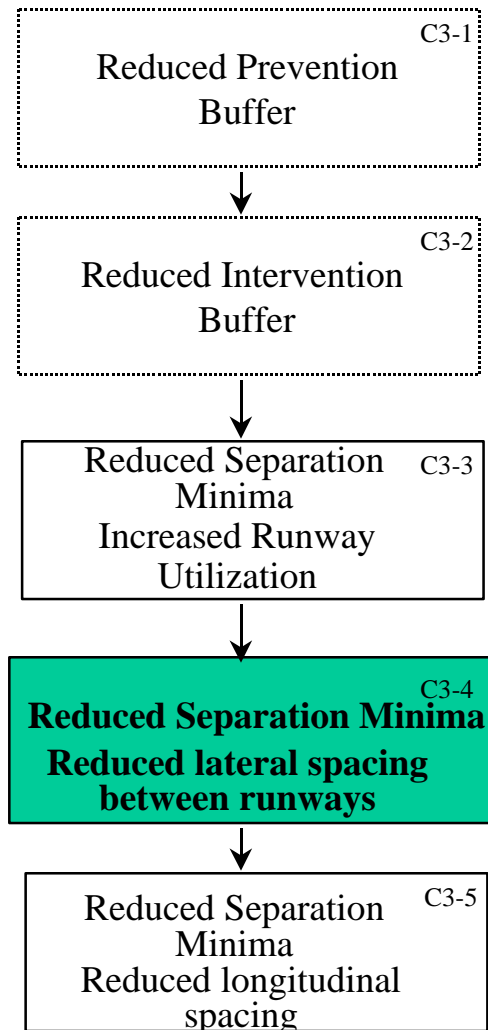 C3-1
Reduced Prevention
Buffer
C3-2
Reduced Intervention
Buffer
C3-3
Reduced Separation
Minima
Increased Runway
Utilization
C3-4
Reduced Separation Minima
Reduced lateral spacing
between runways
C3-5
Reduced Separation
Minima
Reduced longitudinal
spacing